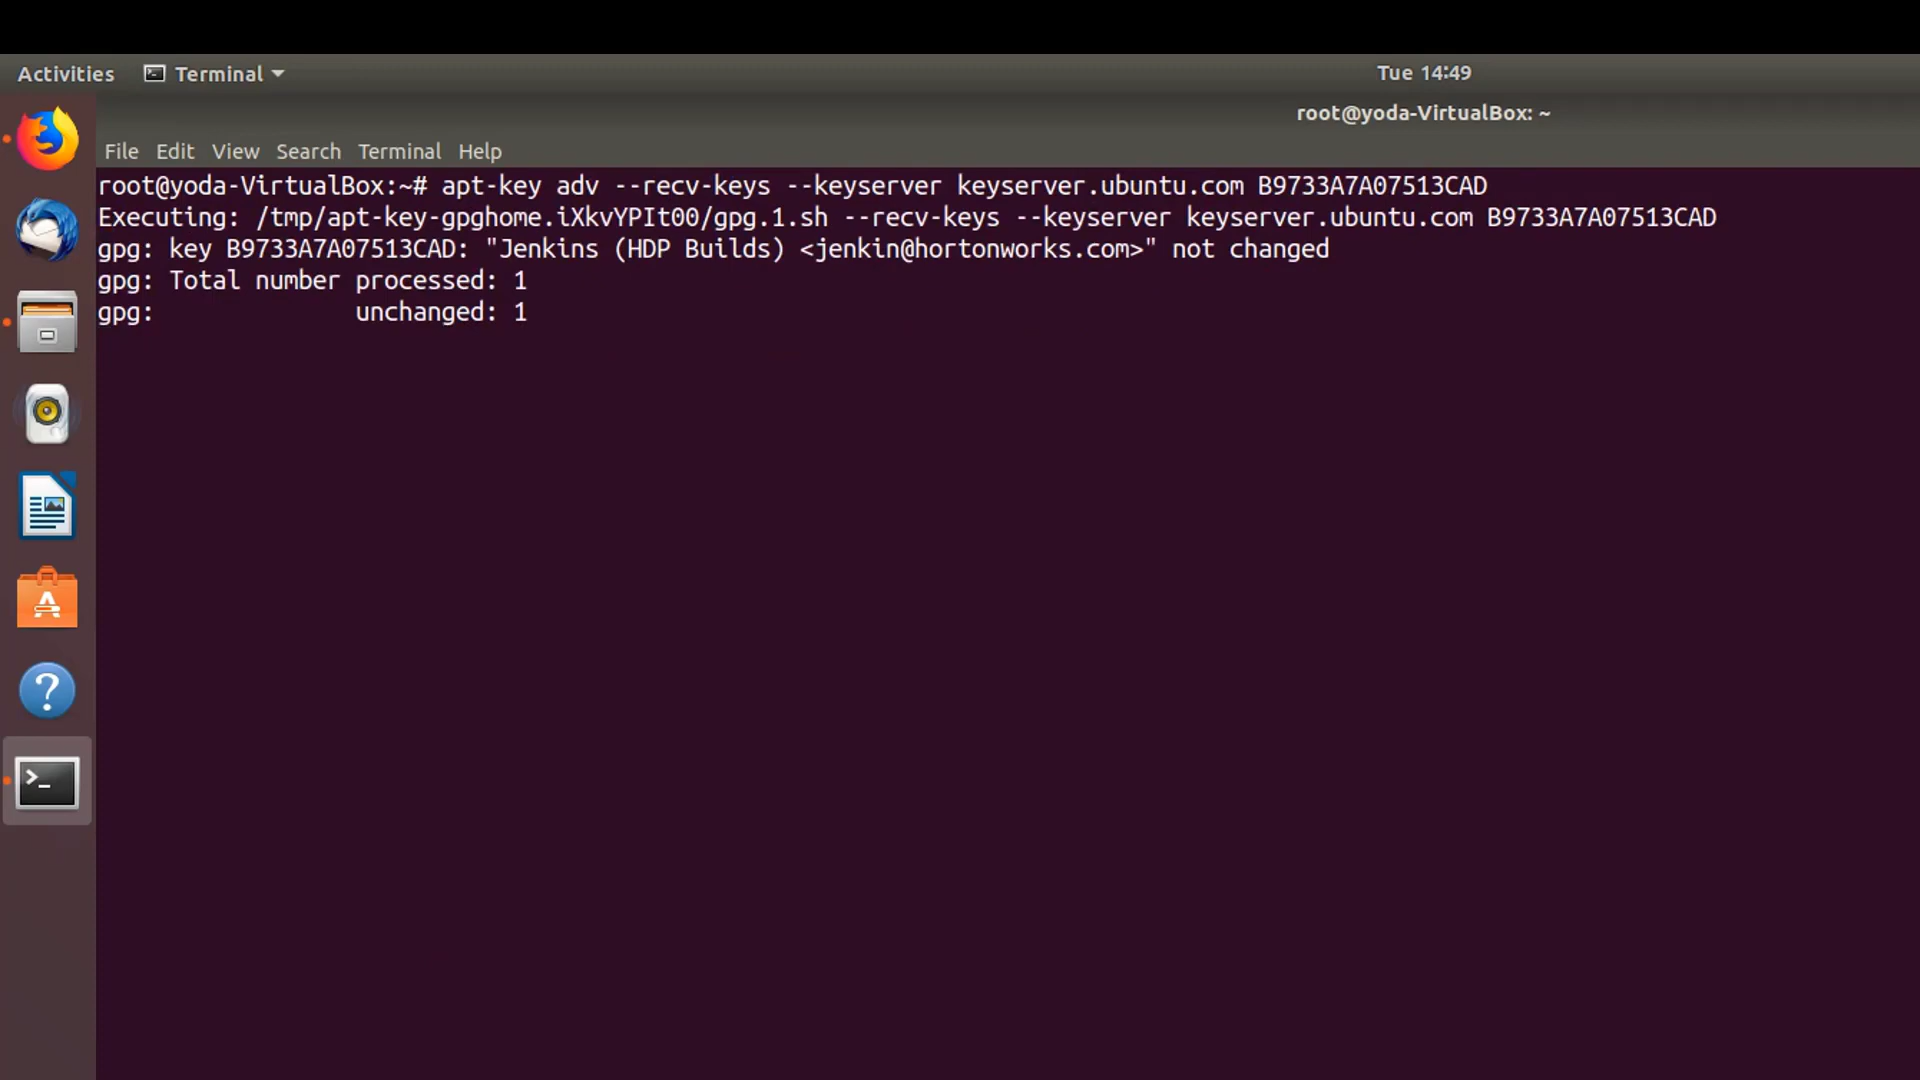 Activities Terminal Tue 14:49
root@yoda-VirtualBox: ~
File Edit View Search Terminal Help
root@yoda-VirtualBox:~# apt-key adv --recv-keys --keyserver keyserver.ubuntu.com B9733A7A07513CAD
Executing: /tmp/apt-key-gpghome.iXkvYPIt00/gpg.1.sh --recv-keys --keyserver keyserver.ubuntu.com B9733A7A07513CAD
gpg: key B9733A7A07513CAD: "Jenkins (HDP Builds) <jenkin@hortonworks.com>" not changed
gpg: Total number processed: 1
gpg:              unchanged: 1